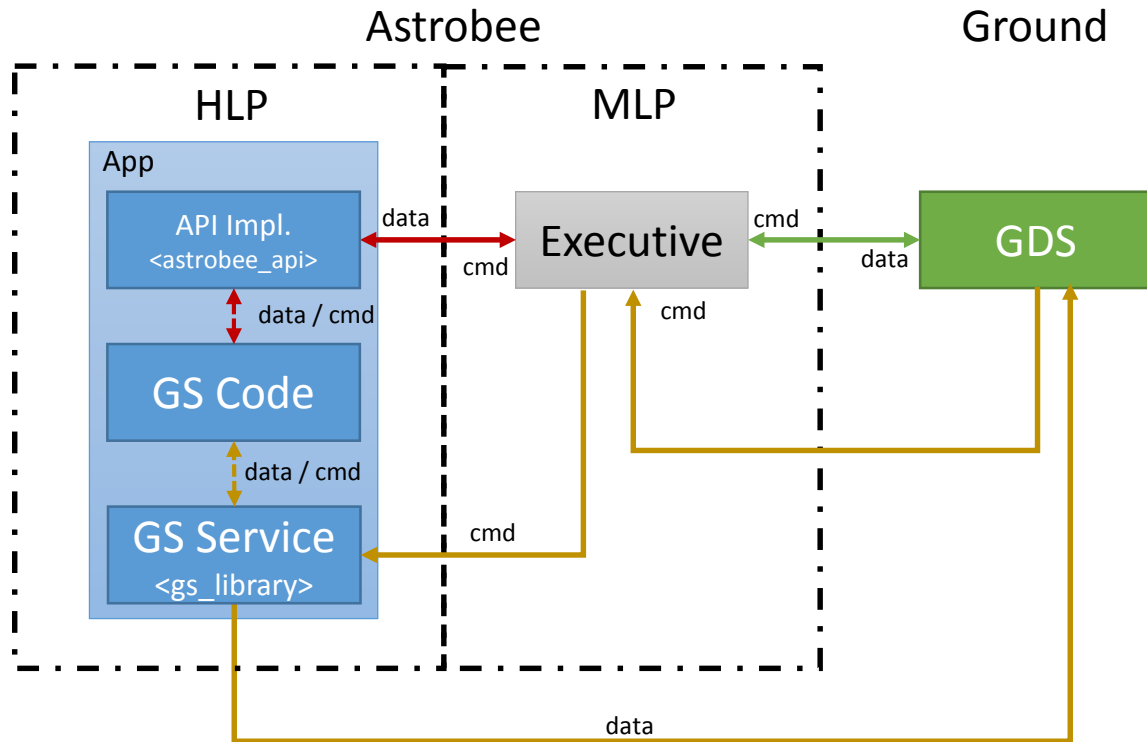 Astrobee
Ground
HLP
MLP
App
API Impl.
<astrobee_api>
data
cmd
Executive
cmd
data
GDS
data / cmd
cmd
GS Code
data / cmd
GS Service
<gs_library>
cmd
data